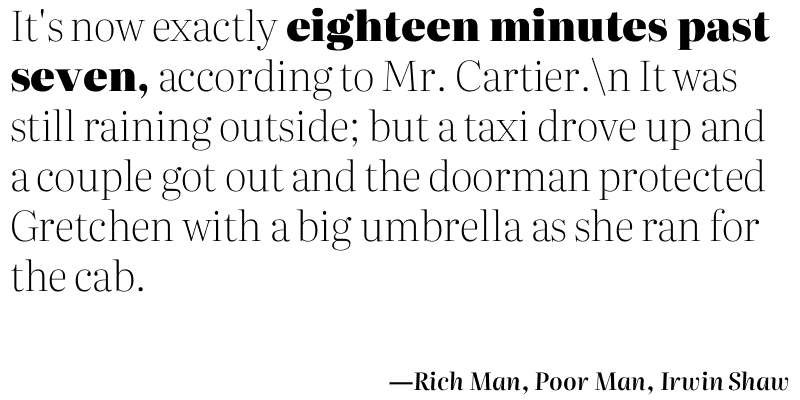 It's now exactly eighteen minutes past
seven, according to Mr. Cartier.\n It was
still raining outside; but a taxi drove up and
a couple got out and the doorman protected
Gretchen with a big umbrella as she ran for
the cab.
—Rich Man, Poor Man, Irwin Shaw